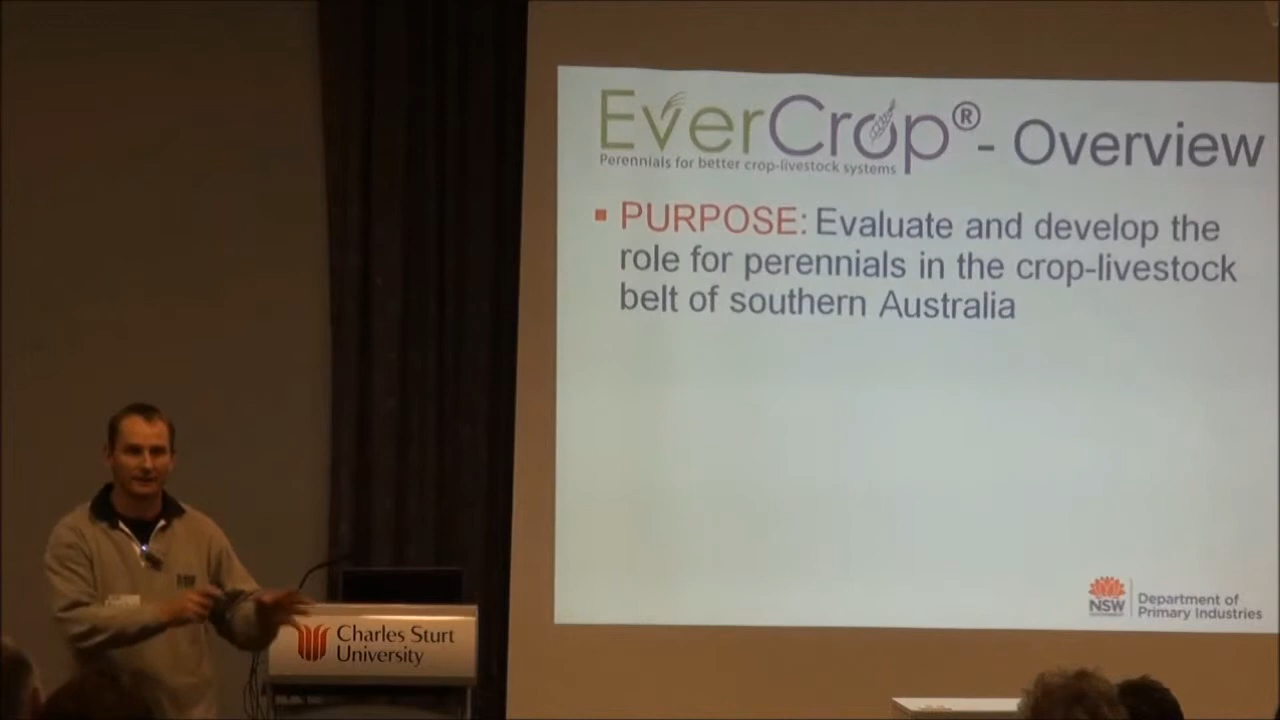 EverCrop® - Overview
Perennials for better crop-livestock systems
▪ PURPOSE: Evaluate and develop the
role for perennials in the crop-livestock
belt of southern Australia
NSW
Department of
Primary Industries
Charles Sturt
University